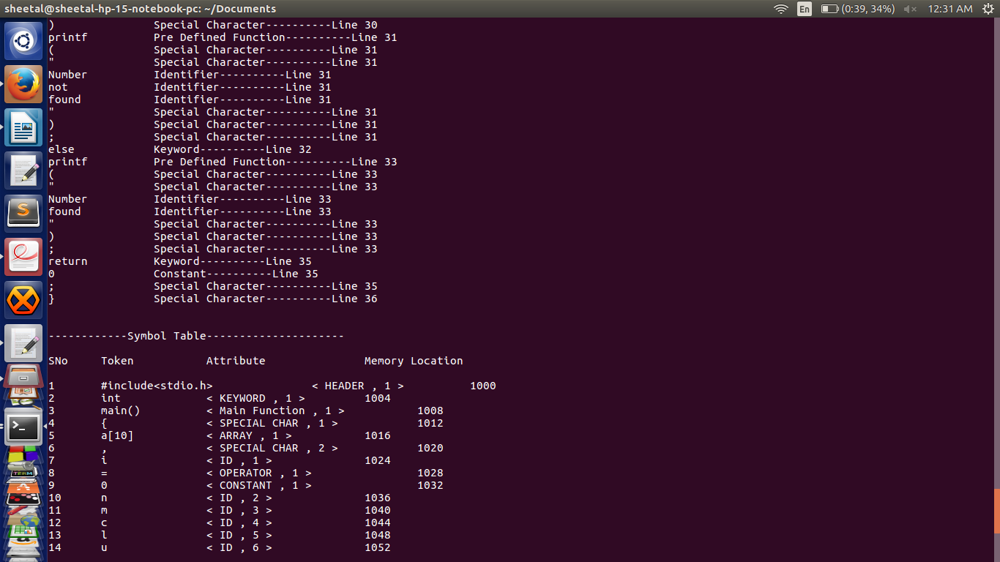 sheetal@sheetal-hp-15-notebook-pc: ~/Documents En (0:39, 34%) 12:31 AM
) Special Character----------Line 30
printf Pre Defined Function----------Line 31
( Special Character----------Line 31
" Special Character----------Line 31
Number Identifier----------Line 31
not Identifier----------Line 31
found Identifier----------Line 31
" Special Character----------Line 31
) Special Character----------Line 31
; Special Character----------Line 31
else Keyword----------Line 32
printf Pre Defined Function----------Line 33
( Special Character----------Line 33
" Special Character----------Line 33
Number Identifier----------Line 33
found Identifier----------Line 33
" Special Character----------Line 33
) Special Character----------Line 33
; Special Character----------Line 33
return Keyword----------Line 35
0 Constant----------Line 35
; Special Character----------Line 35
} Special Character----------Line 36
------------Symbol Table---------------------
SNo Token Attribute Memory Location
1 #include<stdio.h> < HEADER , 1 > 1000
2 int < KEYWORD , 1 > 1004
3 main() < Main Function , 1 > 1008
4 { < SPECIAL CHAR , 1 > 1012
5 a[10] < ARRAY , 1 > 1016
6 , < SPECIAL CHAR , 2 > 1020
7 i < ID , 1 > 1024
8 = < OPERATOR , 1 > 1028
9 0 < CONSTANT , 1 > 1032
10 n < ID , 2 > 1036
11 m < ID , 3 > 1040
12 c < ID , 4 > 1044
13 l < ID , 5 > 1048
14 u < ID , 6 > 1052